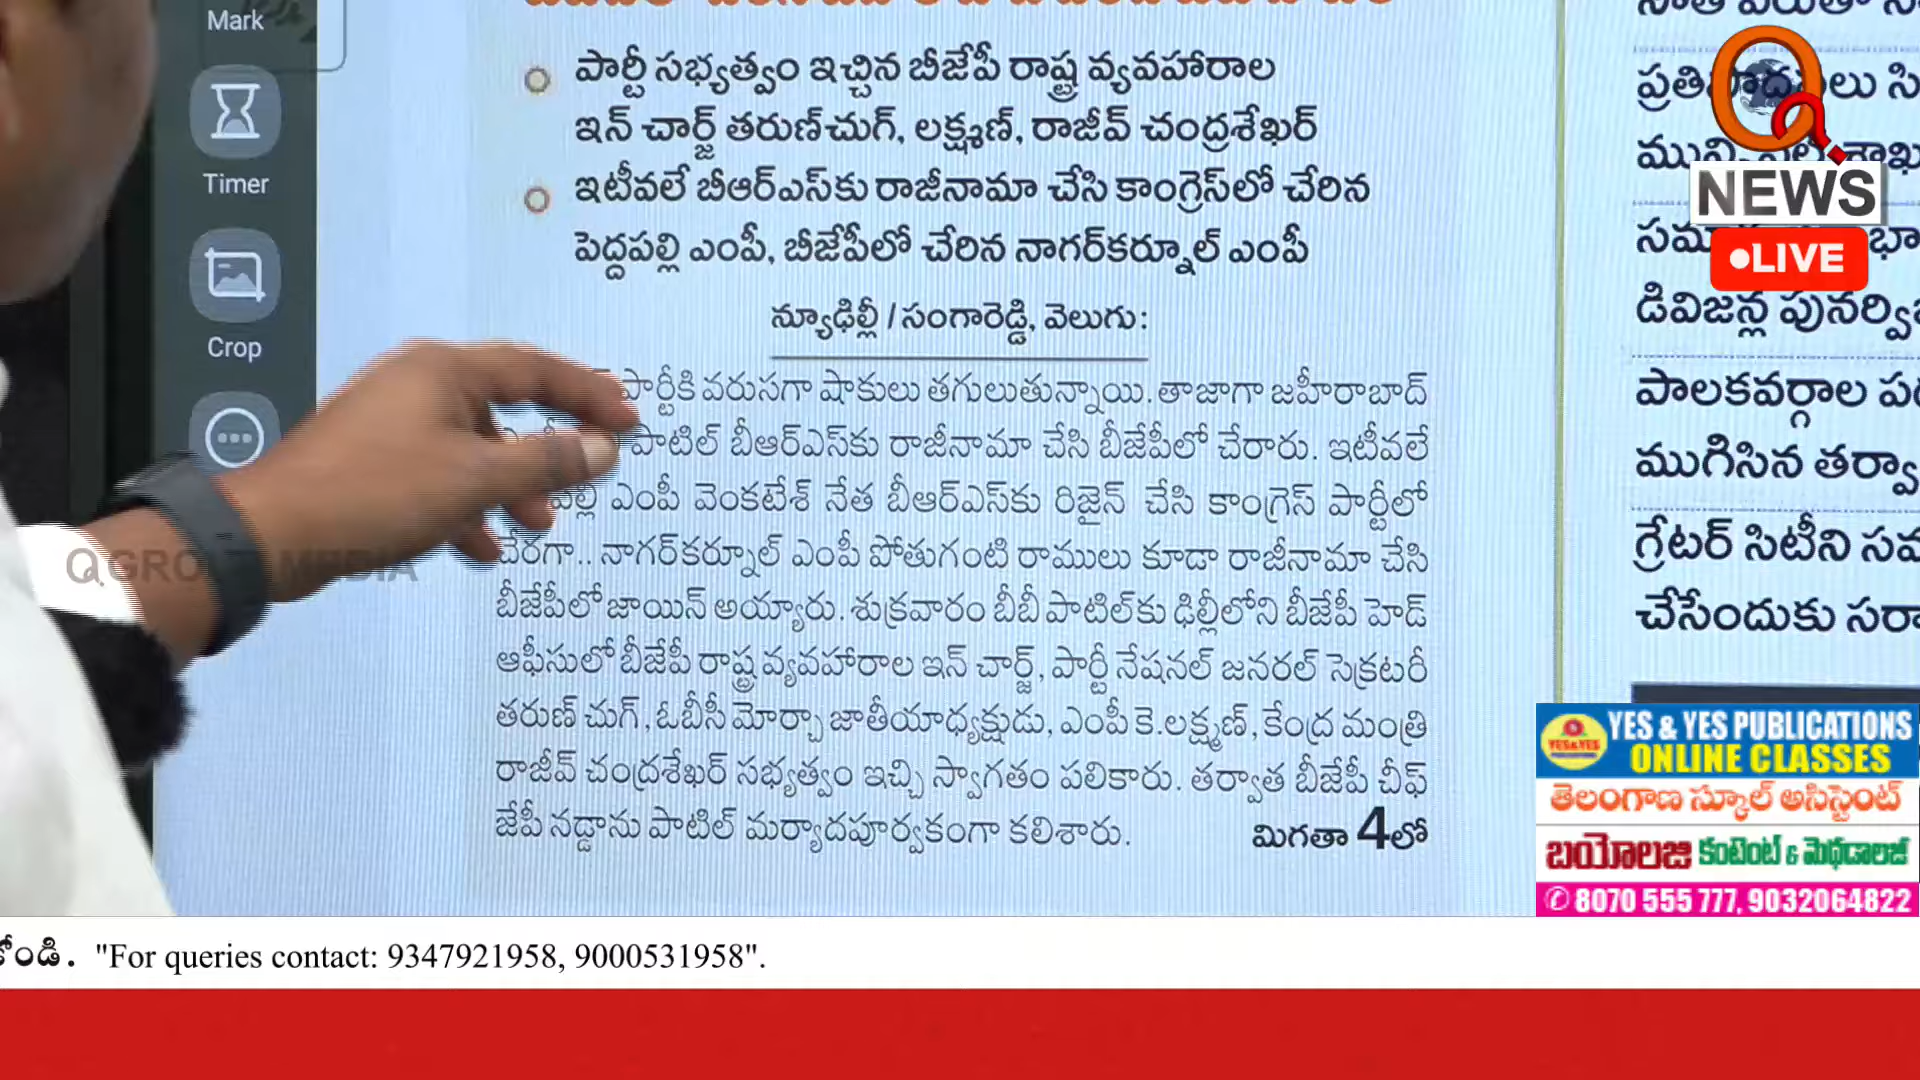 Mark
Timer
Crop
పార్టీ సభ్యత్వం ఇచ్చిన బీజేపీ రాష్ట్ర వ్యవహారాల
ఇన్ చార్జ్ తరుణ్‌చుగ్, లక్ష్మణ్, రాజీవ్ చంద్రశేఖర్
ఇటీవలే బీఆర్ఎస్‌కు రాజీనామా చేసి కాంగ్రెస్‌లో చేరిన
పెద్దపల్లి ఎంపీ, బీజేపీలో చేరిన నాగర్‌కర్నూల్ ఎంపీ
న్యూఢిల్లీ / సంగారెడ్డి, వెలుగు:
పార్టీకి వరుసగా షాకులు తగులుతున్నాయి. తాజాగా జహీరాబాద్
పాటిల్ బీఆర్ఎస్‌కు రాజీనామా చేసి బీజేపీలో చేరారు. ఇటీవలే
ఎంపీ వెంకటేశ్ నేత బీఆర్ఎస్‌కు రిజైన్ చేసి కాంగ్రెస్ పార్టీలో
చేరగా.. నాగర్‌కర్నూల్ ఎంపీ పోతుగంటి రాములు కూడా రాజీనామా చేసి
బీజేపీలో జాయిన్ అయ్యారు. శుక్రవారం బీబీ పాటిల్‌కు ఢిల్లీలోని బీజేపీ హెడ్
ఆఫీసులో బీజేపీ రాష్ట్ర వ్యవహారాల ఇన్ చార్జ్, పార్టీ నేషనల్ జనరల్ సెక్రటరీ
తరుణ్ చుగ్, ఓబీసీ మోర్చా జాతీయాధ్యక్షుడు, ఎంపీ కె.లక్ష్మణ్, కేంద్ర మంత్రి
రాజీవ్ చంద్రశేఖర్ సభ్యత్వం ఇచ్చి స్వాగతం పలికారు. తర్వాత బీజేపీ చీఫ్
జేపీ నడ్డాను పాటిల్ మర్యాదపూర్వకంగా కలిశారు. మిగతా 4లో
డివిజన్ల
పాలకవర్గాల
ముగిసిన తర్వా
గ్రేటర్ సిటీని సమ
చేసేందుకు సర్కా
Q NEWS
LIVE
Q GROUP MEDIA
YES & YES PUBLICATIONS
ONLINE CLASSES
తెలంగాణ స్కూల్ అసిస్టెంట్
బయోలజి కంటెంట్ & మెథడాలజీ
8070 555 777, 9032064822
కోండి. "For queries contact: 9347921958, 9000531958".